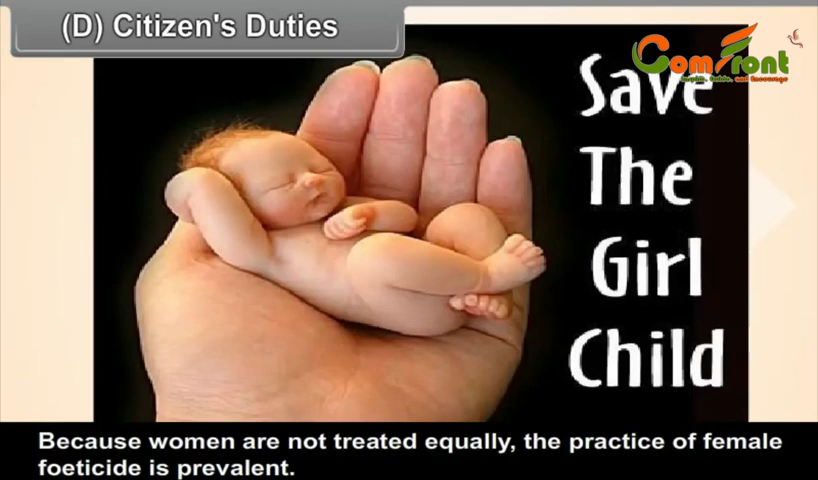 (D) Citizen's Duties
ComFront
Save
The
Girl
Child
Because women are not treated equally, the practice of female
foeticide is prevalent.